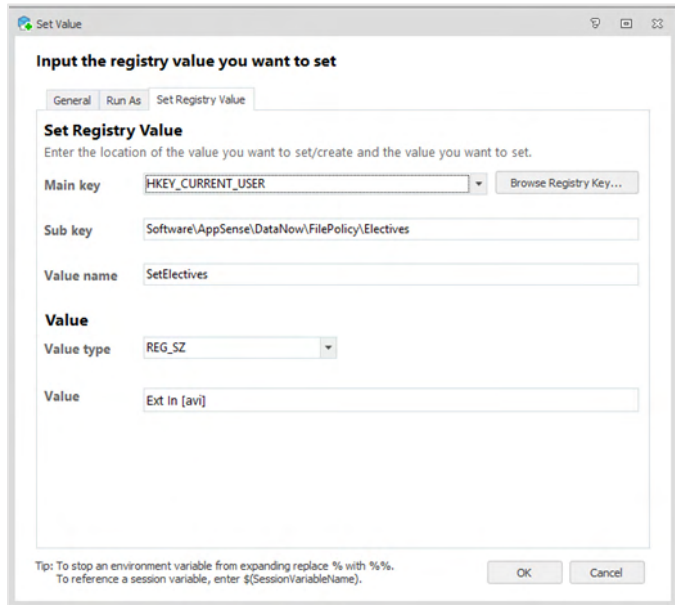 Set Value
Input the registry value you want to set
General Run As Set Registry Value
Set Registry Value
Enter the location of the value you want to set/create and the value you want to set.
Main key HKEY_CURRENT_USER Browse Registry Key...
Sub key Software\AppSense\DataNow\FilePolicy\Electives
Value name SetElectives
Value
Value type REG_SZ
Value Ext In [avi]
Tip: To stop an environment variable from expanding replace % with %%.
To reference a session variable, enter $(SessionVariableName).
OK Cancel